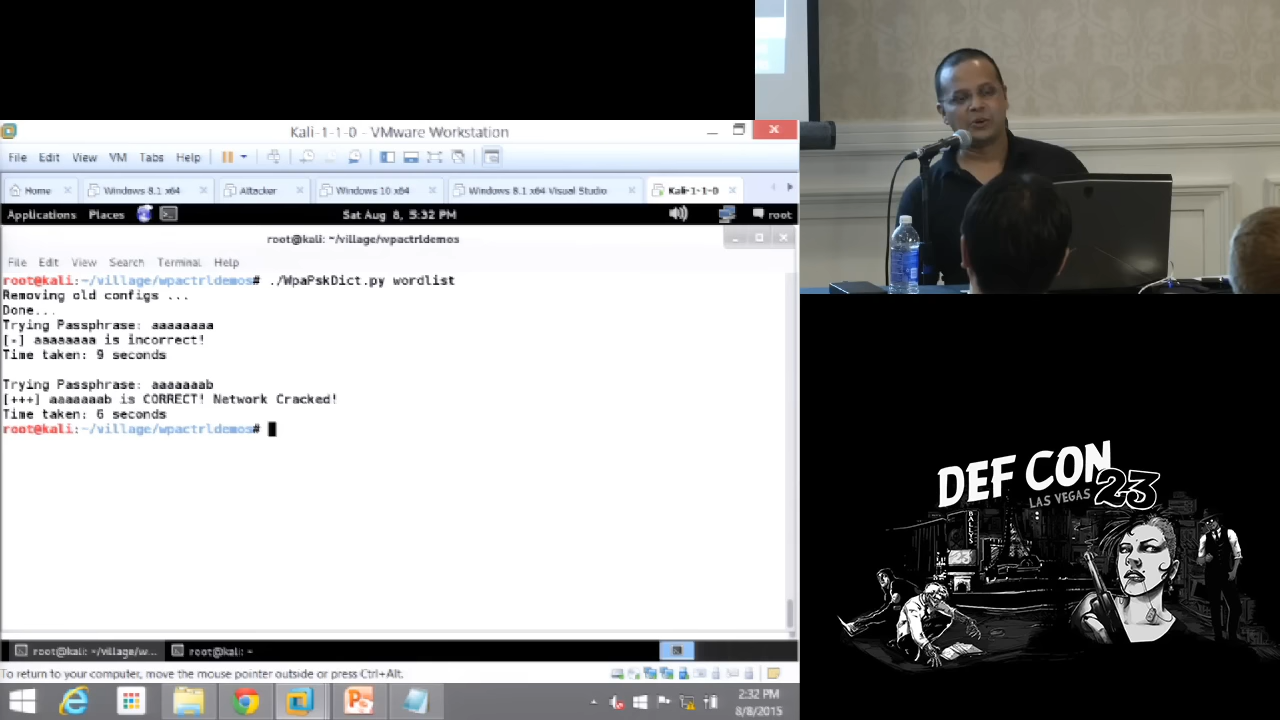 Kali-1-1-0 - VMware Workstation
File Edit View VM Tabs Help
Home Windows 8.1 x64 Attacker Windows 10 x64 Windows 8.1 x64 Visual Studio Kali-1-1-0
Applications Places Sat Aug 8, 5:32 PM root
root@kali: ~/village/wpactrldemos
File Edit View Search Terminal Help
root@kali:~/village/wpactrldemos# ./WpaPskDict.py wordlist
Removing old configs ...
Done...
Trying Passphrase: aaaaaaaa
[-] aaaaaaaa is incorrect!
Time taken: 9 seconds
Trying Passphrase: aaaaaaab
[+++] aaaaaaab is CORRECT! Network Cracked!
Time taken: 6 seconds
root@kali:~/village/wpactrldemos#
root@kali: ~/village/w... root@kali: ~
To return to your computer, move the mouse pointer outside or press Ctrl+Alt.
2:32 PM
8/8/2015
DEF CON
23
LAS VEGAS
BALLYS
23